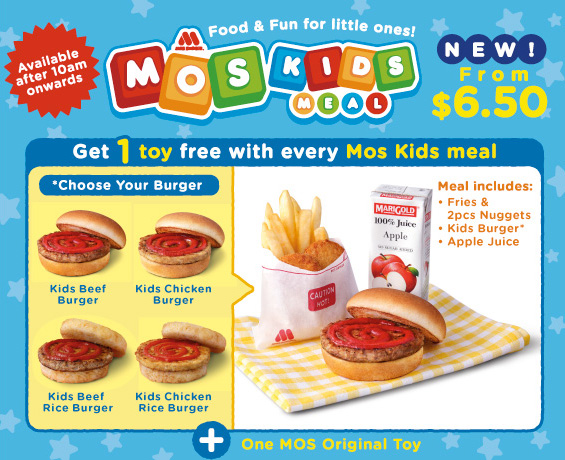 Available
after 10am
onwards
Food & Fun for little ones!
MOS KIDS
MEAL
NEW!
From
$6.50
Get 1 toy free with every Mos Kids meal
*Choose Your Burger
Kids Beef
Burger
Kids Chicken
Burger
Kids Beef
Rice Burger
Kids Chicken
Rice Burger
MARIGOLD
100% Juice
Apple
NO SUGAR ADDED
CAUTION
HOT!
Meal includes:
• Fries &
2pcs Nuggets
• Kids Burger*
• Apple Juice
+ One MOS Original Toy